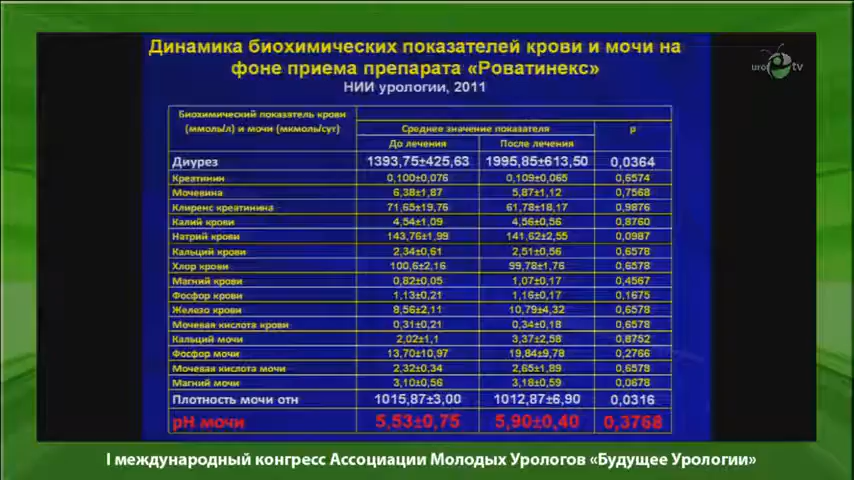 Динамика биохимических показателей крови и мочи на
фоне приема препарата «Роватинекс»
НИИ урологии, 2011
uro tv
Биохимический показатель крови
(ммоль/л) и мочи (мкмоль/сут)
Среднее значение показателя
p
До лечения После лечения
Диурез 1393,75±425,63 1995,85±613,50 0,0364
Креатинин 0,100±0,076 0,109±0,065 0,6574
Мочевина 6,38±1,87 5,87±1,12 0,7568
Клиренс креатинина 71,65±19,76 61,78±18,17 0,9876
Калий крови 4,54±1,09 4,56±0,56 0,8760
Натрий крови 143,76±1,99 141,62±2,55 0,0987
Кальций крови 2,34±0,61 2,51±0,56 0,6578
Хлор крови 100,6±2,16 99,78±1,76 0,6578
Магний крови 0,82±0,05 1,07±0,17 0,4567
Фосфор крови 1,13±0,21 1,16±0,17 0,1675
Железо крови 8,56±2,11 10,79±4,32 0,6578
Мочевая кислота крови 0,31±0,21 0,34±0,18 0,6578
Кальций мочи 2,02±1,1 3,37±2,58 0,8752
Фосфор мочи 13,70±10,97 19,84±9,78 0,2766
Мочевая кислота мочи 2,32±0,34 2,65±1,89 0,6578
Магний мочи 3,10±0,56 3,18±0,59 0,0678
Плотность мочи отн 1015,87±3,00 1012,87±6,90 0,0316
pH мочи 5,53±0,75 5,90±0,40 0,3768
I международный конгресс Ассоциации Молодых Урологов «Будущее Урологии»